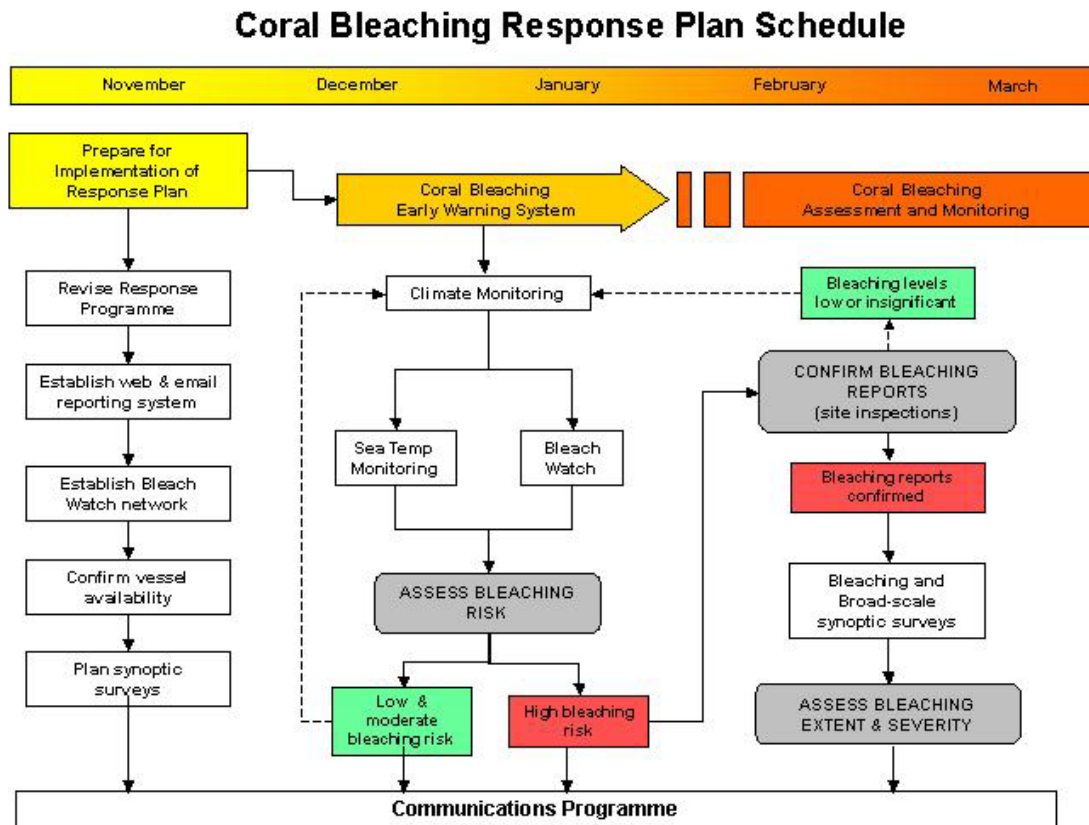 Coral Bleaching Response Plan Schedule
November December January February March
Prepare for
Implementation of
Response Plan
Coral Bleaching
Early Warning System
Coral Bleaching
Assessment and Monitoring
Revise Response
Programme
Establish web & email
reporting system
Establish Bleach
Watch network
Confirm vessel
availability
Plan synoptic
surveys
Climate Monitoring
Sea Temp
Monitoring
Bleach
Watch
ASSESS BLEACHING
RISK
Low &
moderate
bleaching risk
High bleaching
risk
Bleaching levels
low or insignificant
CONFIRM BLEACHING
REPORTS
(site inspections)
Bleaching reports
confirmed
Bleaching and
Broad-scale
synoptic surveys
ASSESS BLEACHING
EXTENT & SEVERITY
Communications Programme